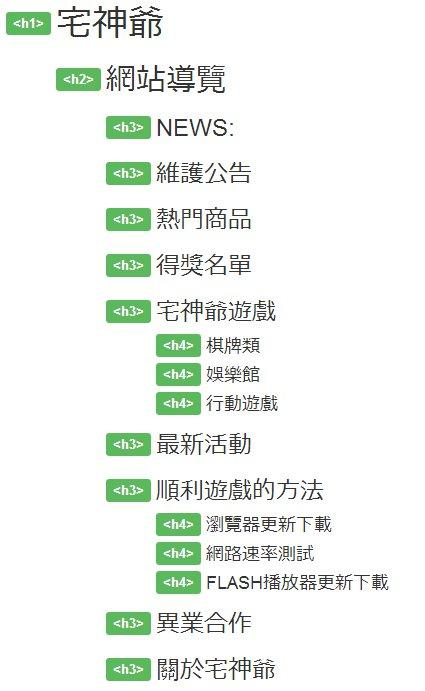 <h1> 宅神爺
<h2> 網站導覽
<h3> NEWS:
<h3> 維護公告
<h3> 熱門商品
<h3> 得獎名單
<h3> 宅神爺遊戲
<h4> 棋牌類
<h4> 娛樂館
<h4> 行動遊戲
<h3> 最新活動
<h3> 順利遊戲的方法
<h4> 瀏覽器更新下載
<h4> 網路速率測試
<h4> FLASH播放器更新下載
<h3> 異業合作
<h3> 關於宅神爺